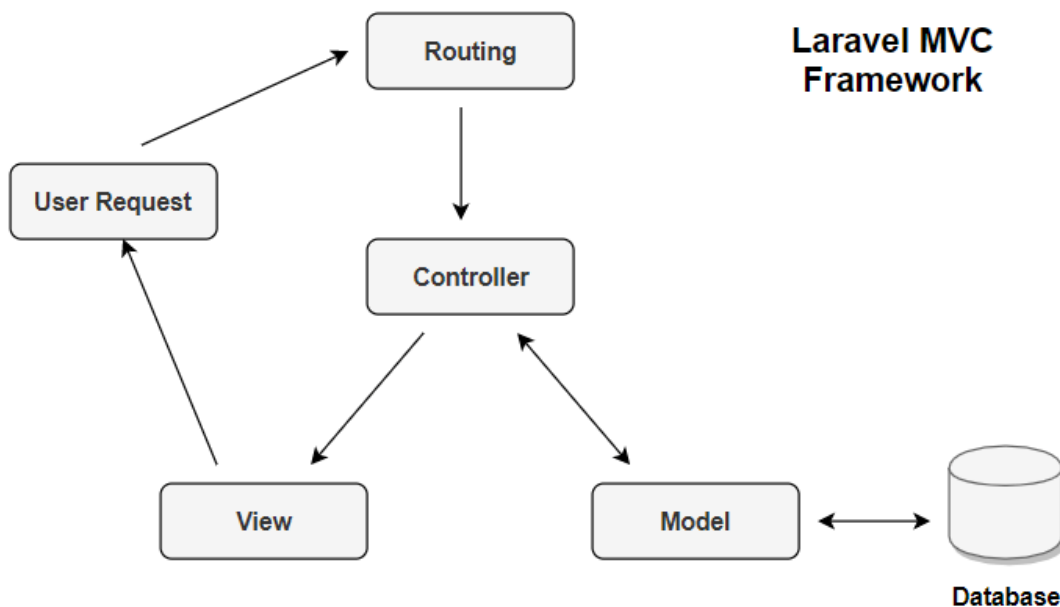 Routing
Laravel MVC
Framework
User Request
Controller
View
Model
Database